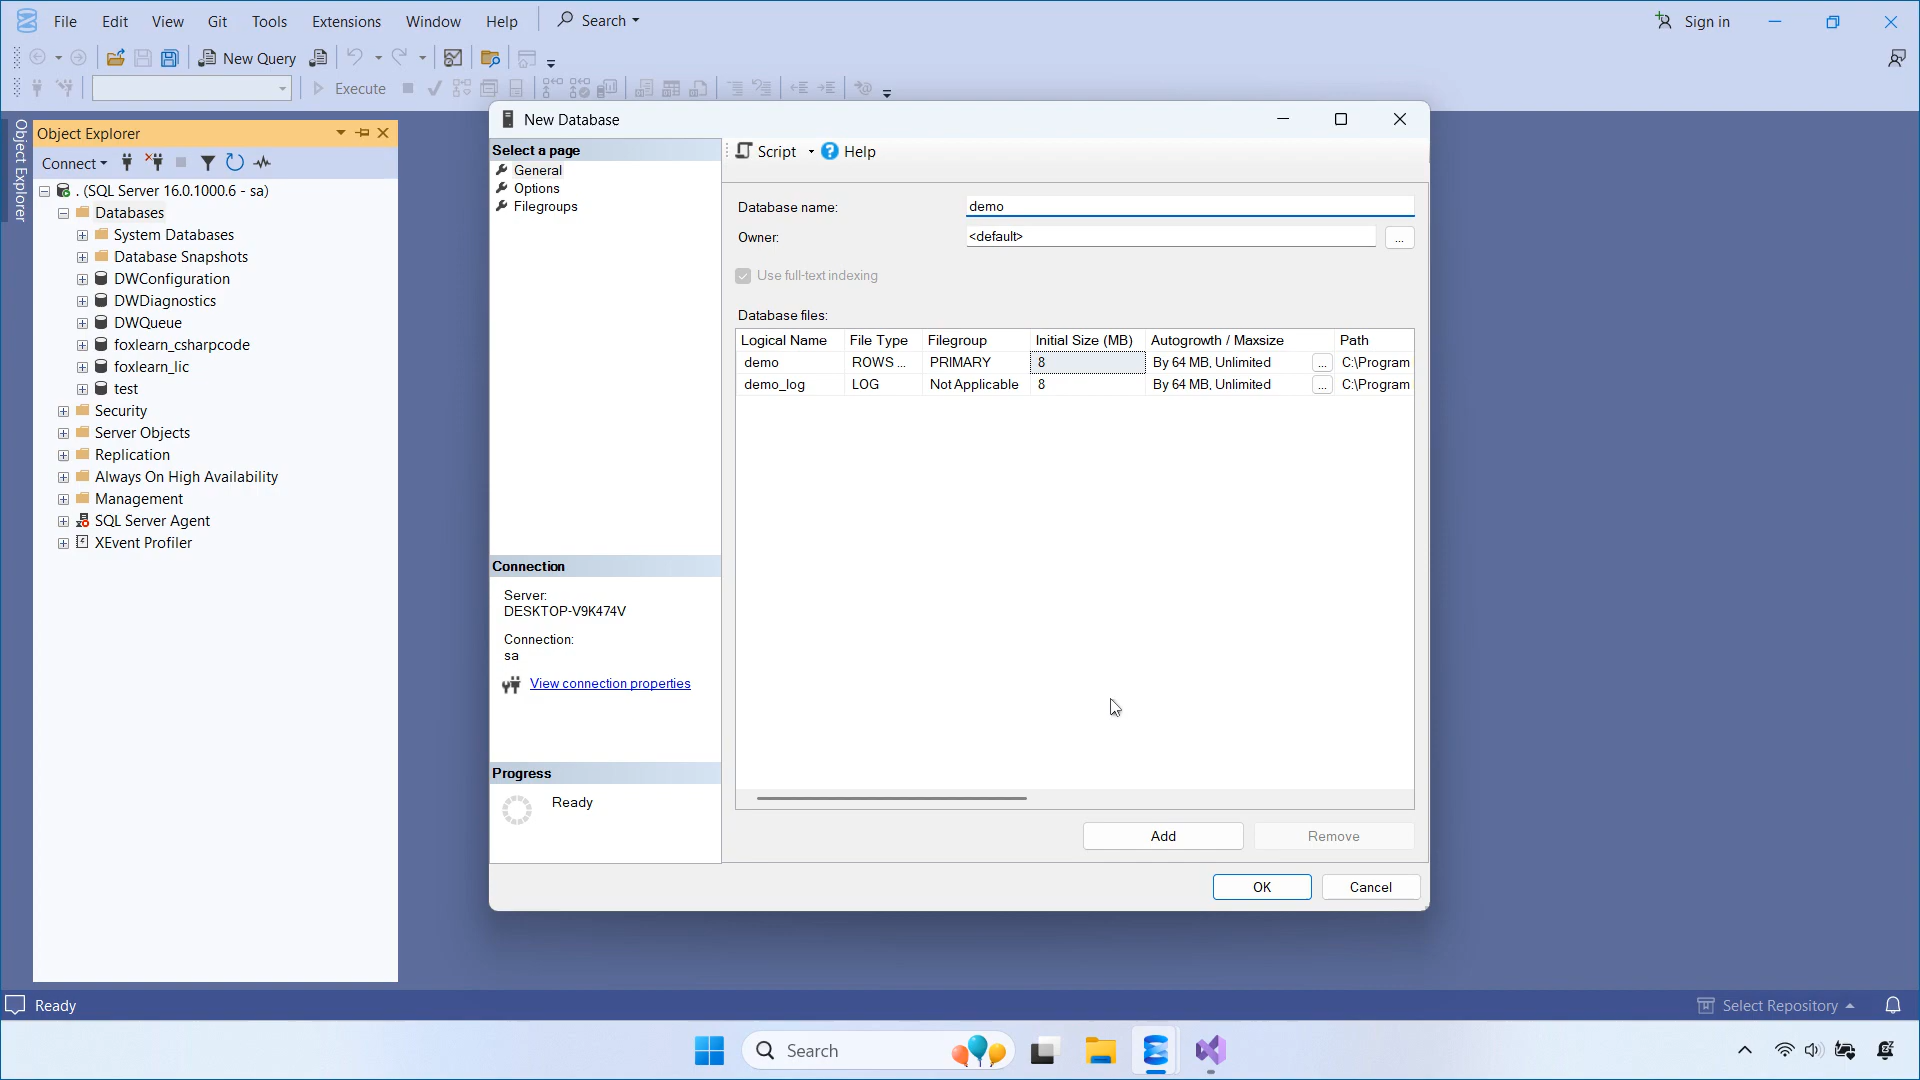 File Edit View Git Tools Extensions Window Help Search Sign in
New Query
Execute
Object Explorer
Object Explorer
Connect
. (SQL Server 16.0.1000.6 - sa)
Databases
System Databases
Database Snapshots
DWConfiguration
DWDiagnostics
DWQueue
foxlearn_csharpcode
foxlearn_lic
test
Security
Server Objects
Replication
Always On High Availability
Management
SQL Server Agent
XEvent Profiler
New Database
Select a page
General
Options
Filegroups
Connection
Server:
DESKTOP-V9K474V
Connection:
sa
View connection properties
Progress
Ready
Script Help
Database name: demo
Owner: <default> ...
Use full-text indexing
Database files:
Logical Name File Type Filegroup Initial Size (MB) Autogrowth / Maxsize Path
demo ROWS ... PRIMARY 8 By 64 MB, Unlimited ... C:\Program
demo_log LOG Not Applicable 8 By 64 MB, Unlimited ... C:\Program
Add Remove
OK Cancel
Ready Select Repository
Search